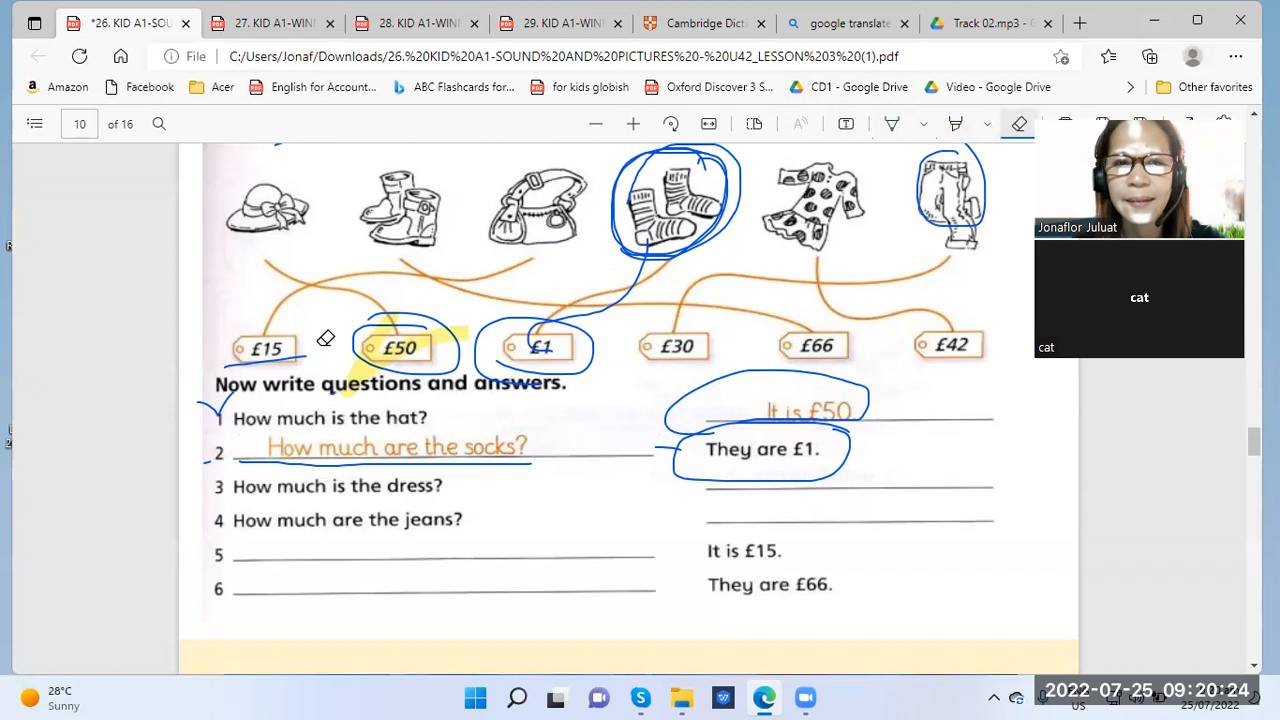 *26. KID A1-SOUN
27. KID A1-WINN
28. KID A1-WINN
29. KID A1-WINN
Cambridge Dict
google translate
Track 02.mp3 - G
File
C:/Users/Jonaf/Downloads/26.%20KID%20A1-SOUND%20AND%20PICTURES%20-%20U42_LESSON%203%20(1).pdf
Amazon
Facebook
Acer
English for Account...
ABC Flashcards for...
for kids globish
Oxford Discover 3 S...
CD1 - Google Drive
Video - Google Drive
Other favorites
10 of 16
Jonaflor Juluat
cat
cat
£15
£50
£1
£30
£66
£42
Now write questions and answers.
1 How much is the hat?
It is £50
2 How much are the socks?
They are £1.
3 How much is the dress?
4 How much are the jeans?
5
It is £15.
6
They are £66.
28°C
Sunny
2022-07-25, 09:20:24
US
25/07/2022